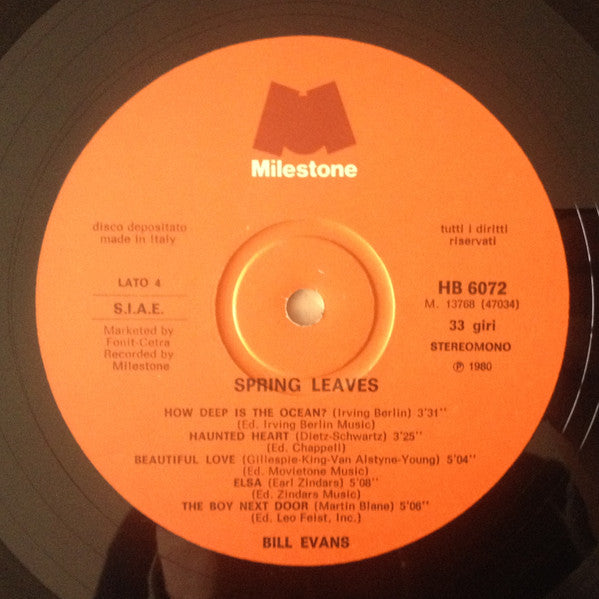 Milestone
disco depositato
made in Italy
tutti i diritti
riservati
LATO 4
S.I.A.E.
Marketed by
Fonit-Cetra
Recorded by
Milestone
HB 6072
M. 13768 (47034)
33 giri
STEREOMONO
℗ 1980
SPRING LEAVES
HOW DEEP IS THE OCEAN? (Irving Berlin) 3'31''
(Ed. Irving Berlin Music)
HAUNTED HEART (Dietz-Schwartz) 3'25''
(Ed. Chappell)
BEAUTIFUL LOVE (Gillespie-King-Van Alstyne-Young) 5'04''
(Ed. Movietone Music)
ELSA (Earl Zindars) 5'08''
(Ed. Zindars Music)
THE BOY NEXT DOOR (Martin Blane) 5'06''
(Ed. Leo Feist, Inc.)
BILL EVANS